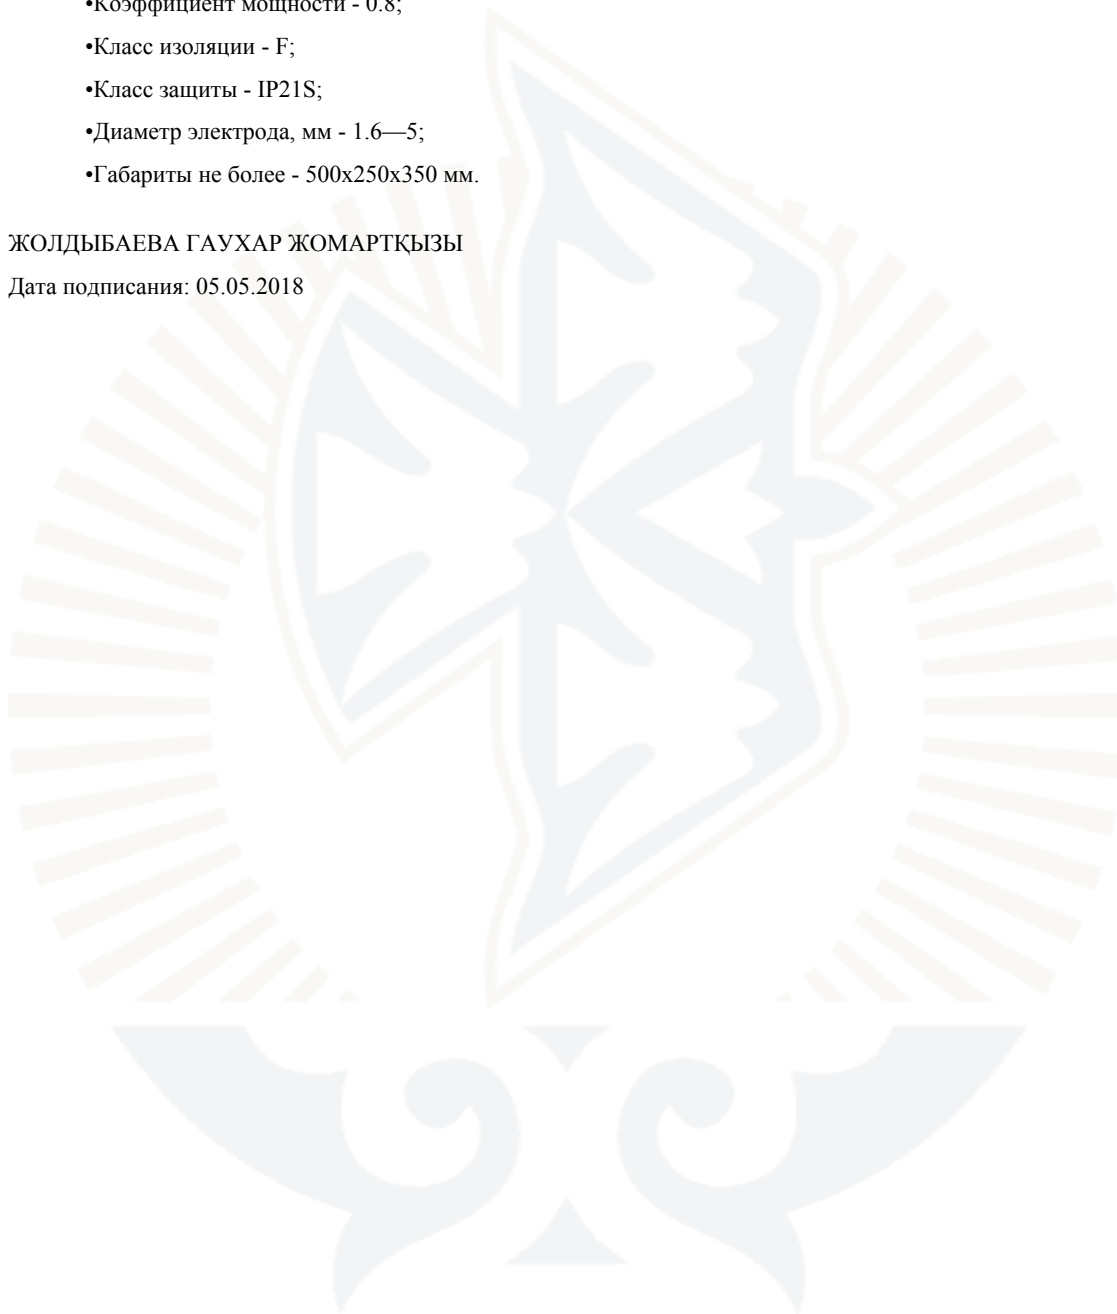 •Коэффициент мощности - 0.8;
•Класс изоляции - F;
•Класс защиты - IP21S;
•Диаметр электрода, мм - 1.6—5;
•Габариты не более - 500х250х350 мм.
ЖОЛДЫБАЕВА ГАУХАР ЖОМАРТҚЫЗЫ
Дата подписания: 05.05.2018